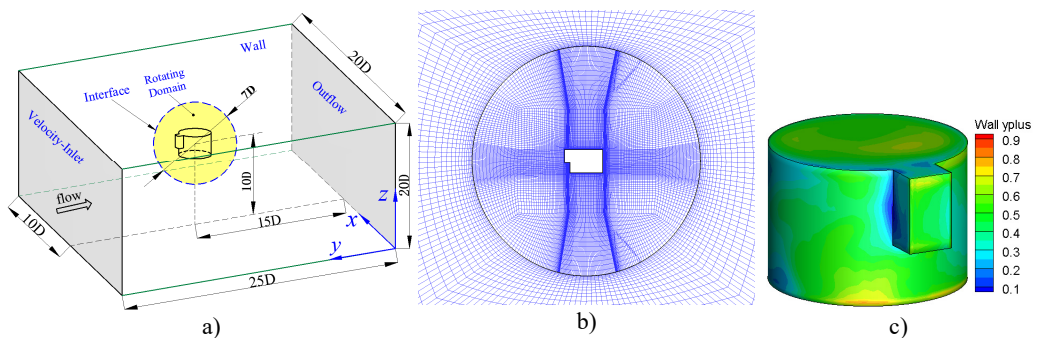 Wall
20D
Rotating
Domain
7D
Interface
Outflow
Velocity-Inlet
flow
10D
20D
z
15D
x
10D
y
25D
a)
b)
Wall yplus
0.9
0.8
0.7
0.6
0.5
0.4
0.3
0.2
0.1
c)